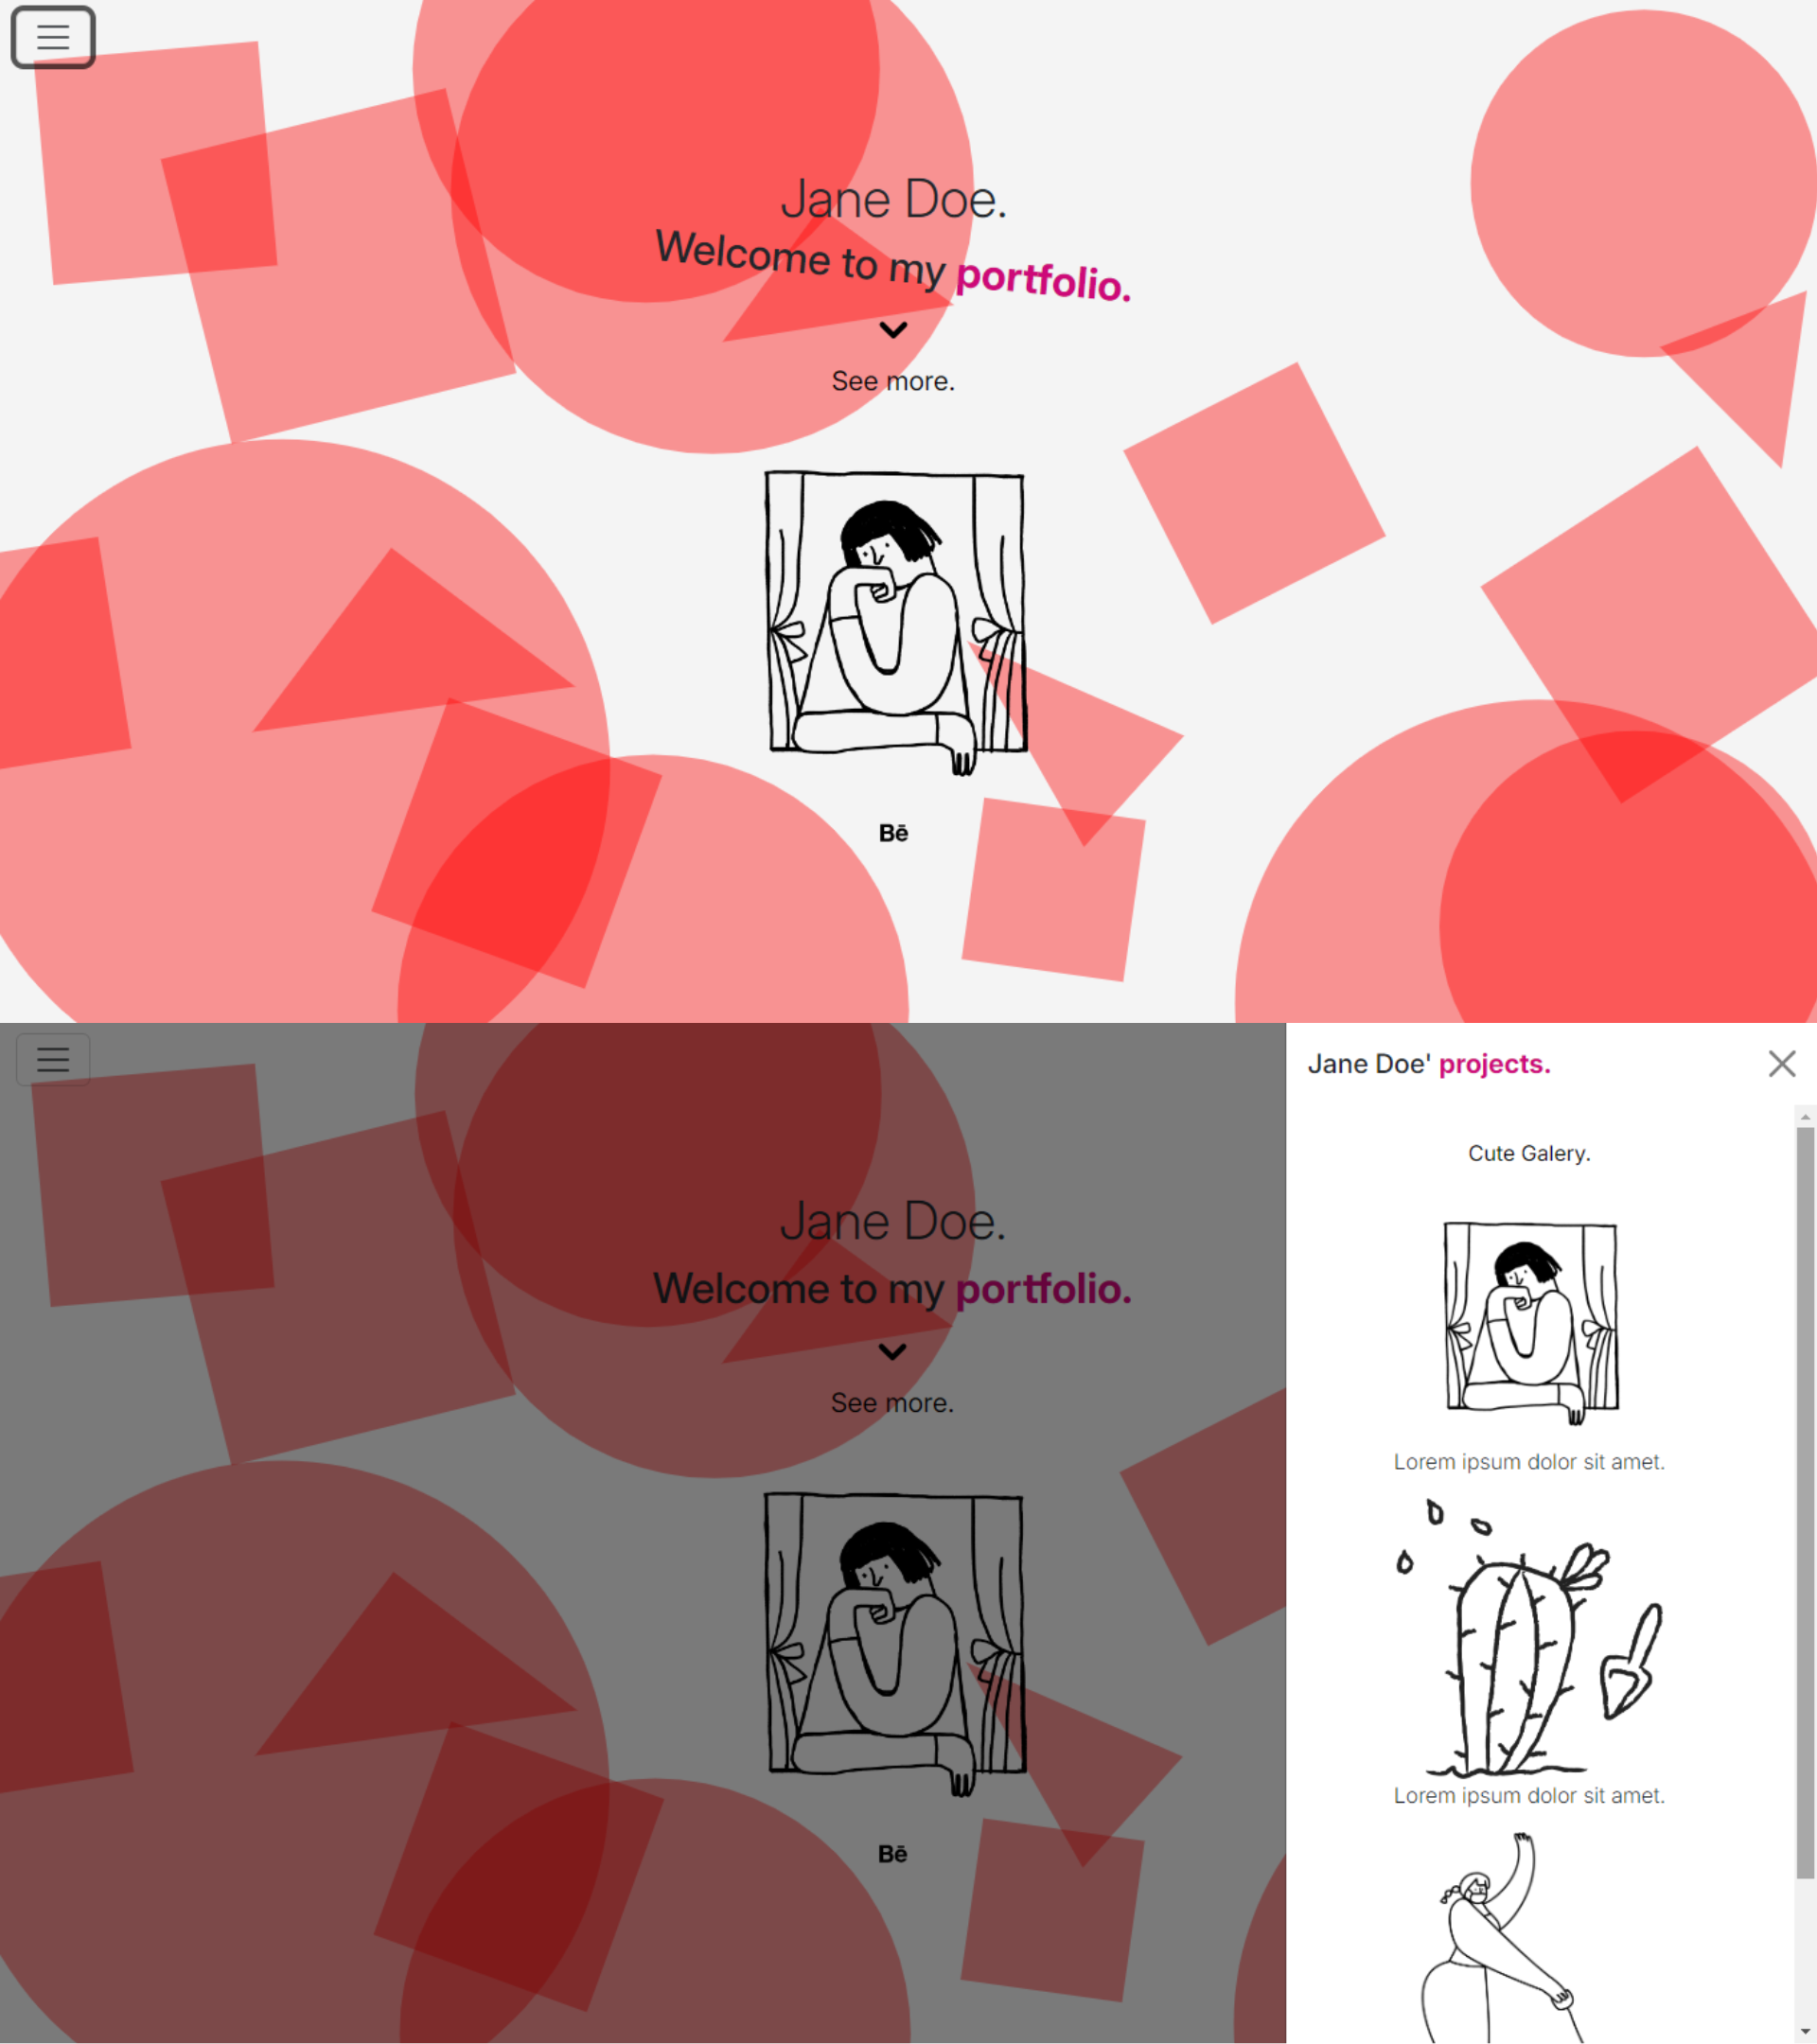 Jane Doe.
Welcome to my portfolio.
See more.
Bē
Jane Doe.
Welcome to my portfolio.
See more.
Bē
Jane Doe' projects.
Cute Galery.
Lorem ipsum dolor sit amet.
Lorem ipsum dolor sit amet.